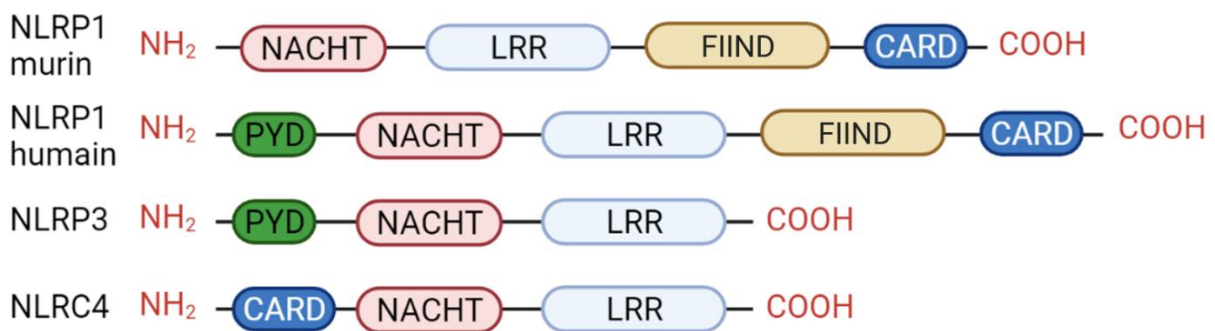 NLRP1
murin
NH₂ NACHT LRR FIIND CARD COOH
NLRP1
humain
NH₂ PYD NACHT LRR FIIND CARD COOH
NLRP3 NH₂ PYD NACHT LRR COOH
NLRC4 NH₂ CARD NACHT LRR COOH